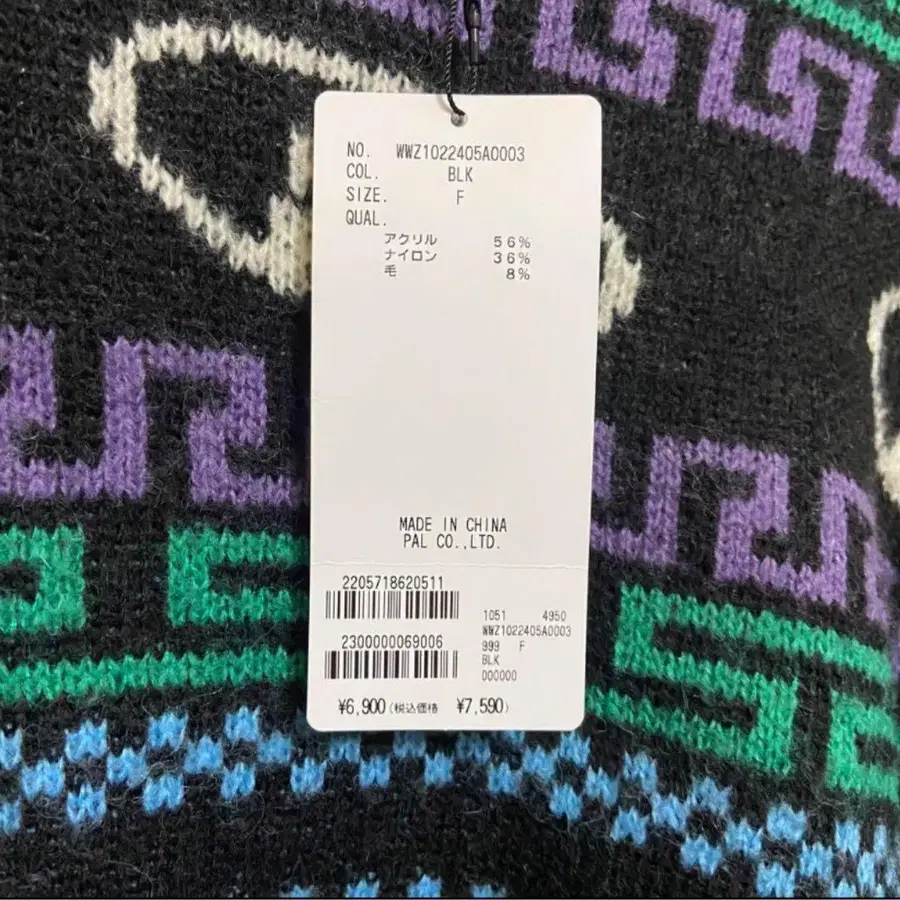 NO. WWZ1022405A0003
COL. BLK
SIZE. F
QUAL.
アクリル 56%
ナイロン 36%
毛 8%
MADE IN CHINA
PAL CO.,LTD.
2205718620511
2300000069006
1051 4950
WWZ1022405A0003
999 F
BLK
000000
¥6,900(税込価格 ¥7,590)